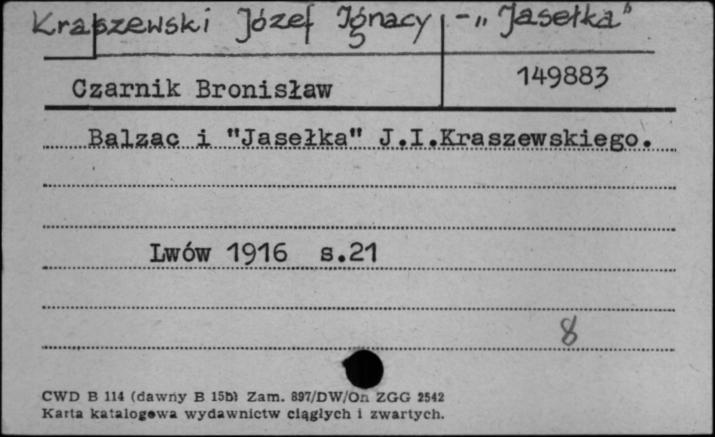 Kraszewski Józef Ignacy - „Jasełka"
Czarnik Bronisław
149883
Balzac i "Jasełka" J.I.Kraszewskiego.
Lwów 1916 s.21
8
CWD B 114 (dawny B 15b) Zam. 897/DW/On ZGG 2542
Karta katalogowa wydawnictw ciągłych i zwartych.